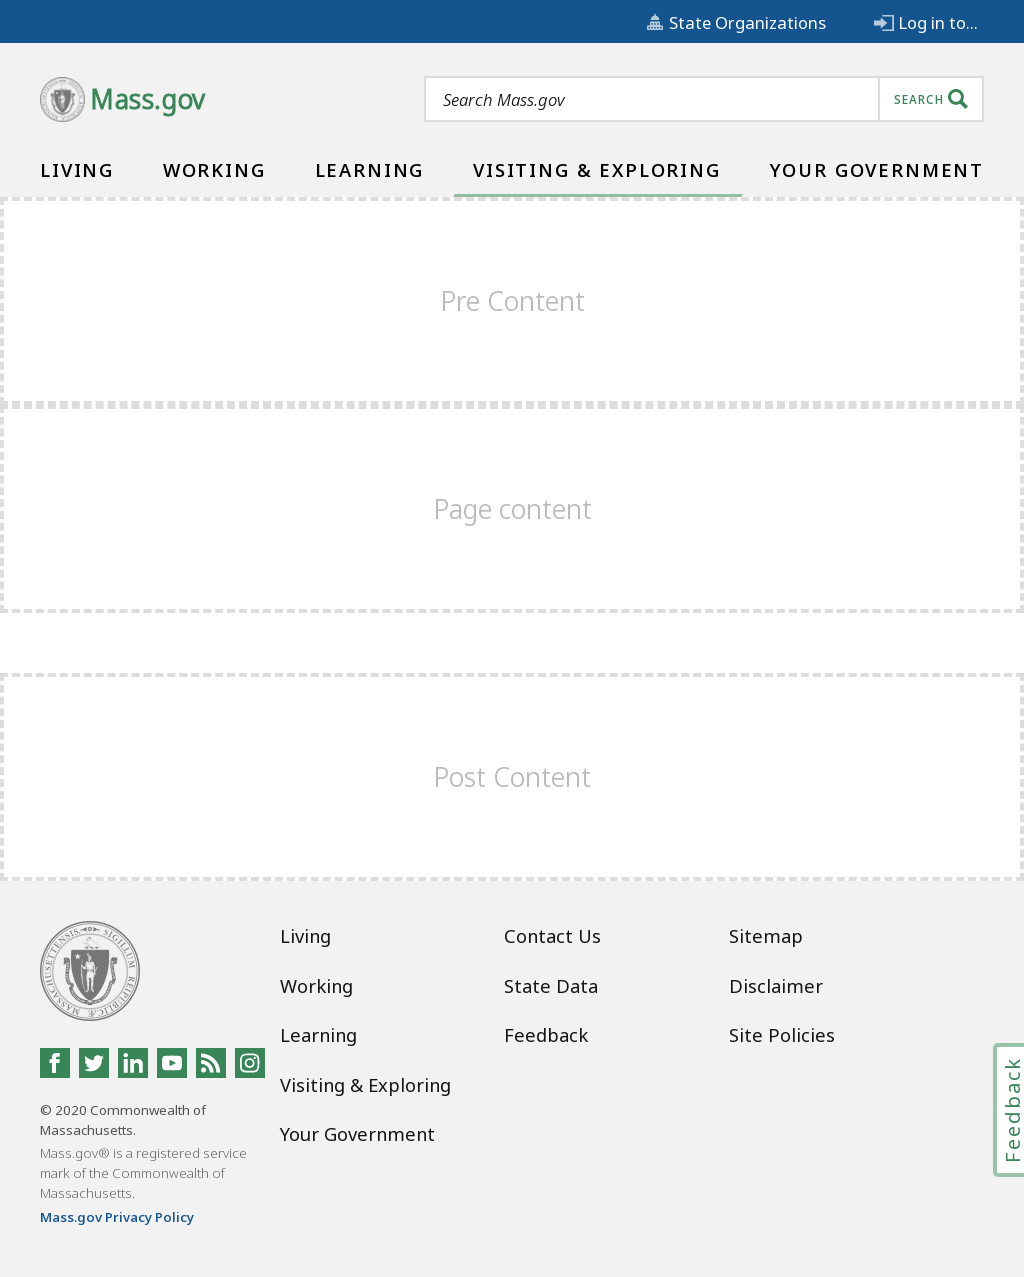 State Organizations
Log in to...
Mass.gov
Search Mass.gov
SEARCH
LIVING
WORKING
LEARNING
VISITING & EXPLORING
YOUR GOVERNMENT
Pre Content
Page content
Post Content
Living
Contact Us
Sitemap
Working
State Data
Disclaimer
Learning
Feedback
Site Policies
Visiting & Exploring
Your Government
© 2020 Commonwealth of
Massachusetts.
Mass.gov® is a registered service
mark of the Commonwealth of
Massachusetts.
Mass.gov Privacy Policy
Feedback